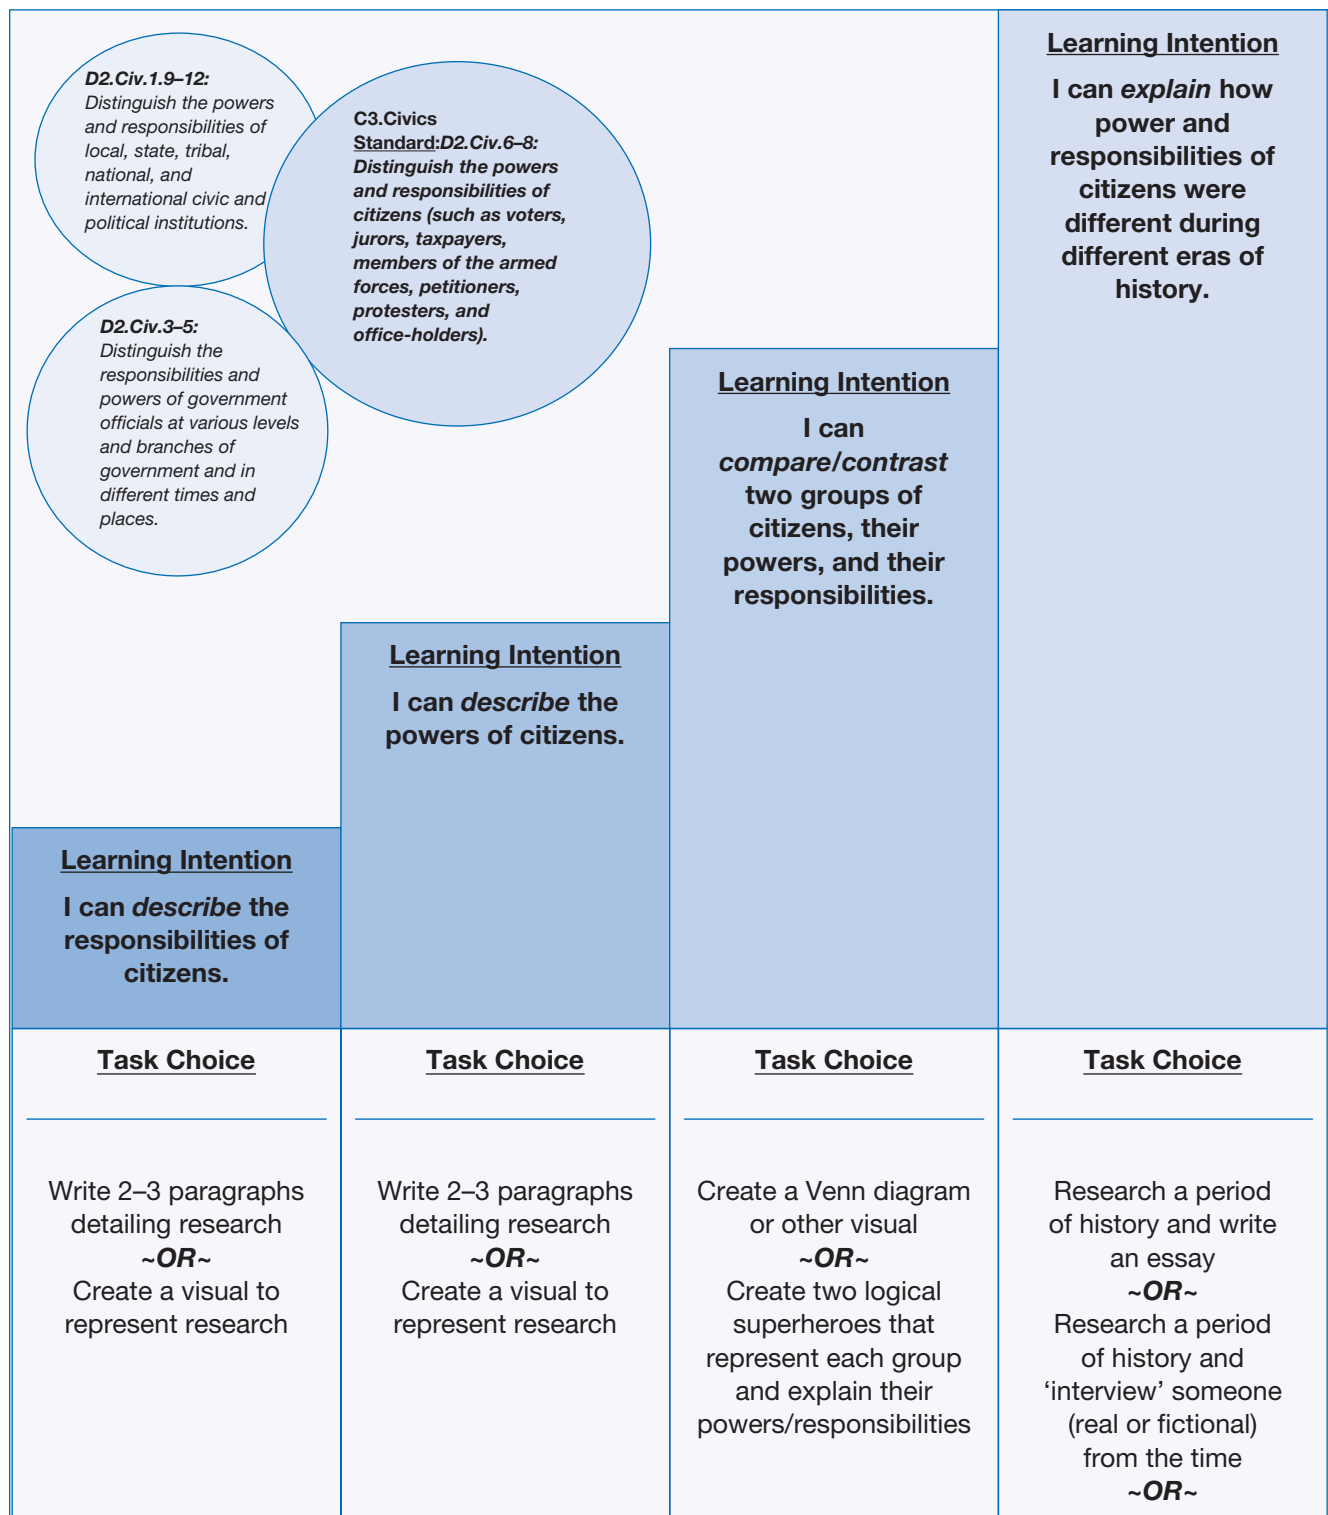 D2.Civ.1.9–12:
Distinguish the powers
and responsibilities of
local, state, tribal,
national, and
international civic and
political institutions.
C3.Civics
Standard:D2.Civ.6–8:
Distinguish the powers
and responsibilities of
citizens (such as voters,
jurors, taxpayers,
members of the armed
forces, petitioners,
protesters, and
office-holders).
D2.Civ.3–5:
Distinguish the
responsibilities and
powers of government
officials at various levels
and branches of
government and in
different times and
places.
Learning Intention
I can describe the
responsibilities of
citizens.
Learning Intention
I can describe the
powers of citizens.
Learning Intention
I can
compare/contrast
two groups of
citizens, their
powers, and their
responsibilities.
Learning Intention
I can explain how
power and
responsibilities of
citizens were
different during
different eras of
history.
Task Choice
Write 2–3 paragraphs
detailing research
~OR~
Create a visual to
represent research
Task Choice
Write 2–3 paragraphs
detailing research
~OR~
Create a visual to
represent research
Task Choice
Create a Venn diagram
or other visual
~OR~
Create two logical
superheroes that
represent each group
and explain their
powers/responsibilities
Task Choice
Research a period
of history and write
an essay
~OR~
Research a period
of history and
‘interview’ someone
(real or fictional)
from the time
~OR~